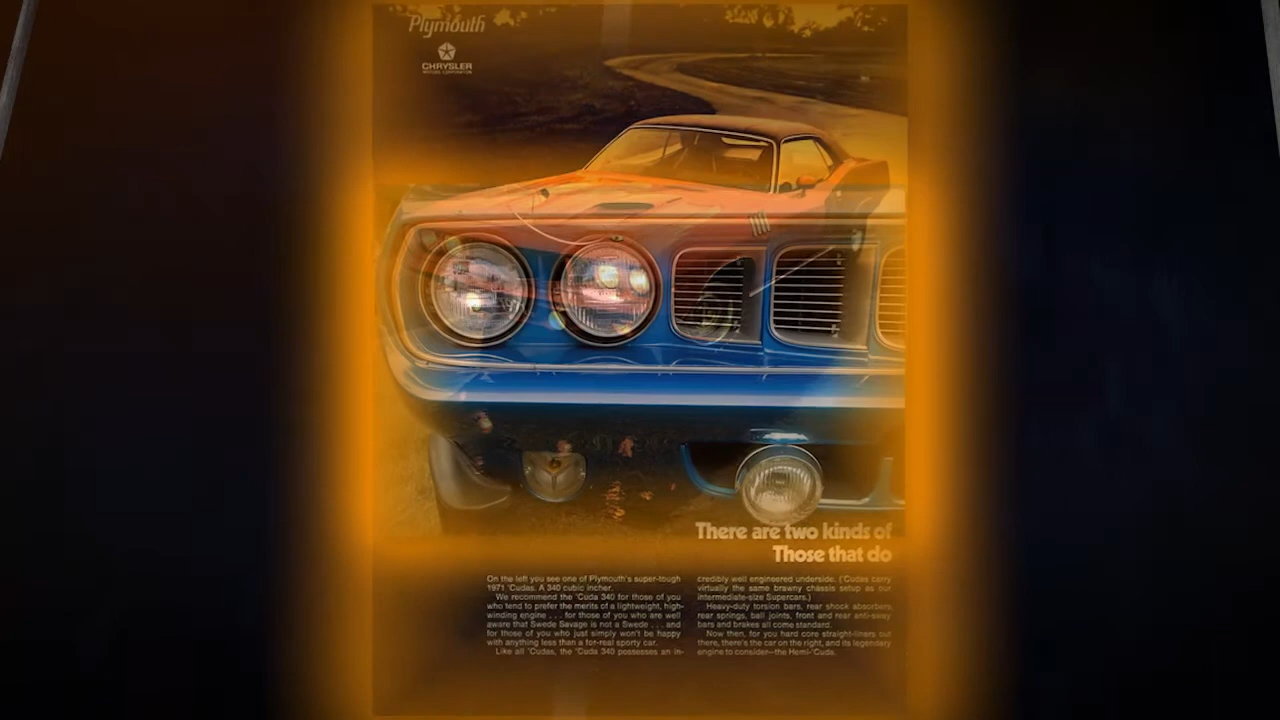 Plymouth
CHRYSLER
MOTORS CORPORATION
There are two kinds of
Those that do
On the left you see one of Plymouth's super-tough
1971 'Cudas. A 340 cubic incher.
We recommend the 'Cuda 340 for those of you
who tend to prefer the merits of a lightweight, high-
winding engine . . . for those of you who are well
aware that Swede Savage is not a Swede . . . and
for those of you who just simply won't be happy
with anything less than a for-real sporty car.
Like all 'Cudas, the 'Cuda 340 possesses an in-
credibly well engineered underside. ('Cudas carry
virtually the same brawny chassis setup as our
intermediate-size Supercars.)
Heavy-duty torsion bars, rear shock absorbers,
rear springs, ball joints, front and rear anti-sway
bars and brakes all come standard.
Now then, for you hard core straight-liners out
there, there's the car on the right, and its legendary
engine to consider—the Hemi-'Cuda.